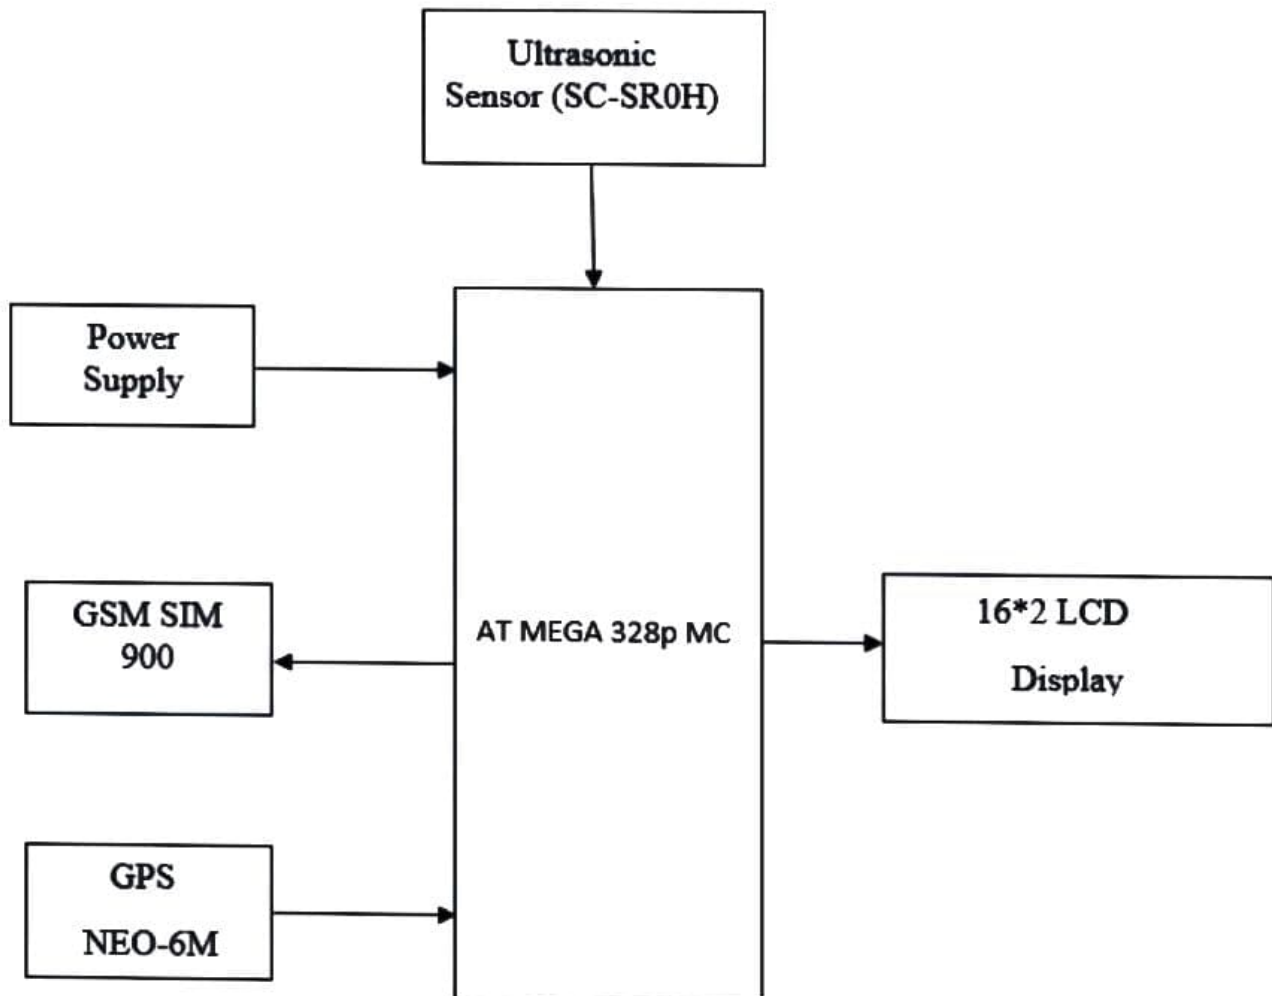 Ultrasonic
Sensor (SC-SR0H)
Power
Supply
GSM SIM
900
AT MEGA 328p MC
16*2 LCD
Display
GPS
NEO-6M